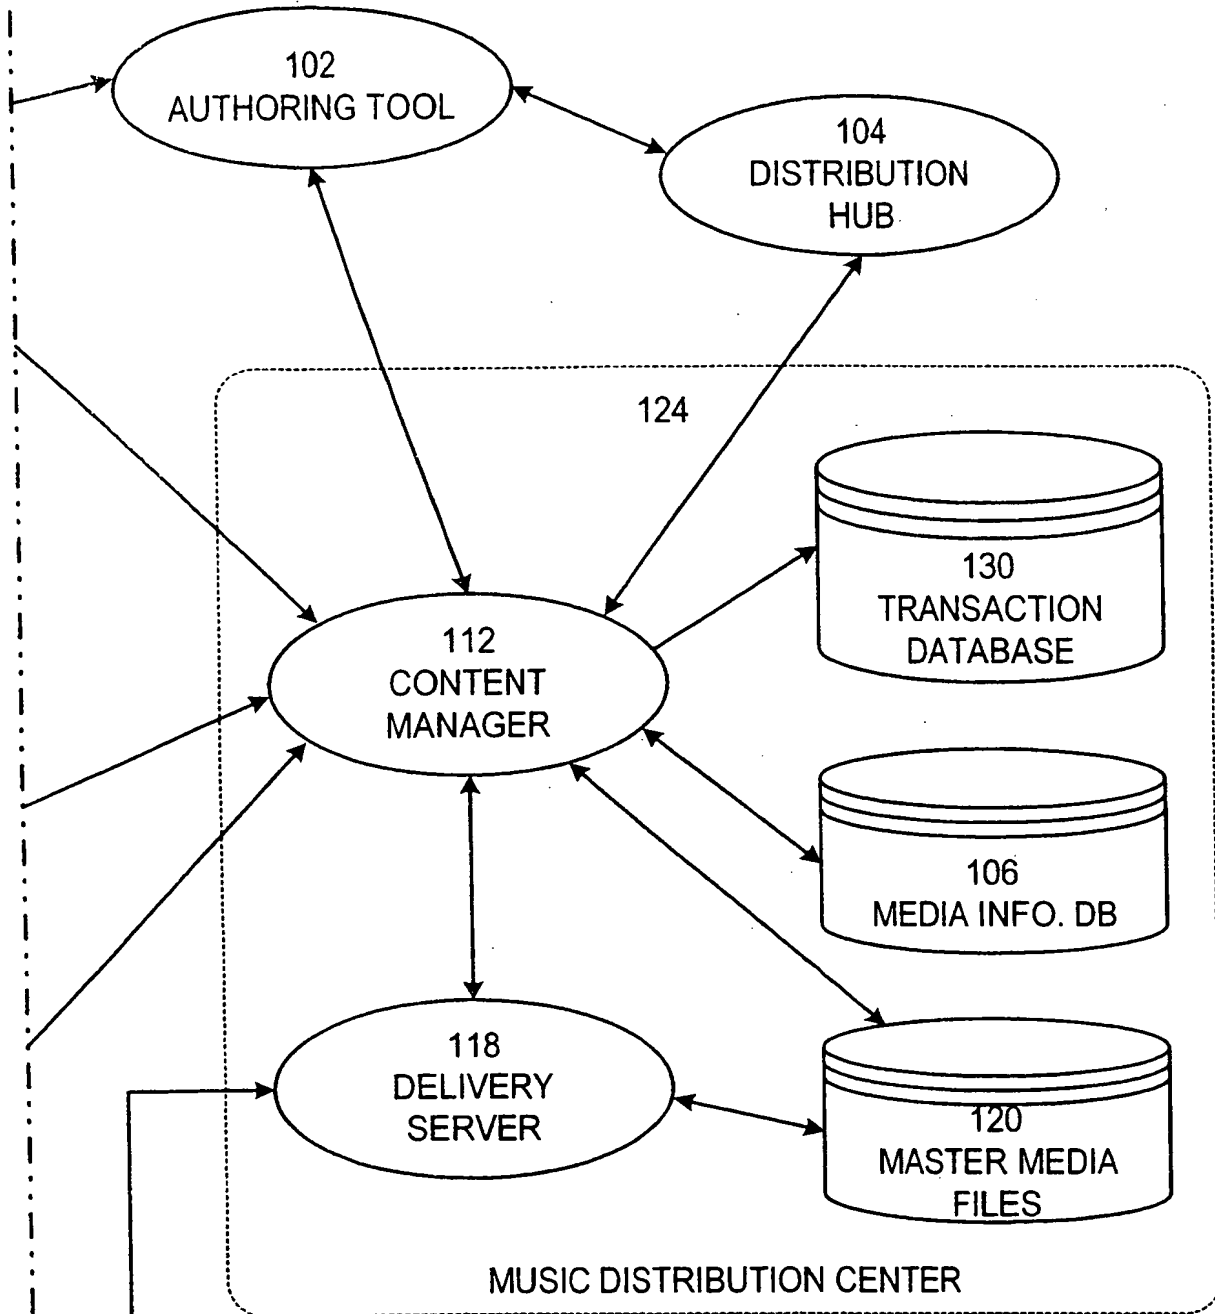 102
AUTHORING TOOL
104
DISTRIBUTION
HUB
124
130
TRANSACTION
DATABASE
112
CONTENT
MANAGER
106
MEDIA INFO. DB
118
DELIVERY
SERVER
120
MASTER MEDIA
FILES
MUSIC DISTRIBUTION CENTER